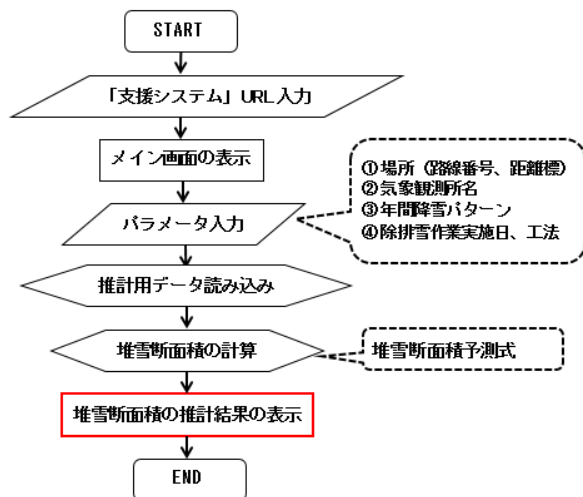 START
「支援システム」URL入力
メイン画面の表示
①場所（路線番号、距離標）
②気象観測所名
③年間降雪パターン
④除排雪作業実施日、工法
パラメータ入力
推計用データ読み込み
堆雪断面積の計算
堆雪断面積予測式
堆雪断面積の推計結果の表示
END